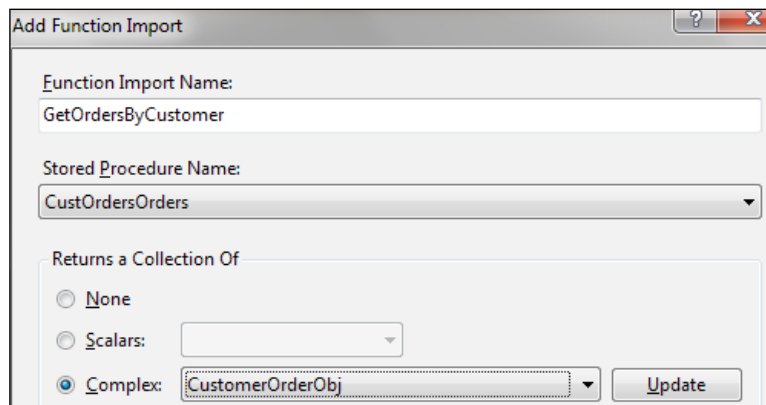 Add Function Import
Function Import Name:
GetOrdersByCustomer
Stored Procedure Name:
CustOrdersOrders
Returns a Collection Of
None
Scalars:
Complex: CustomerOrderObj Update